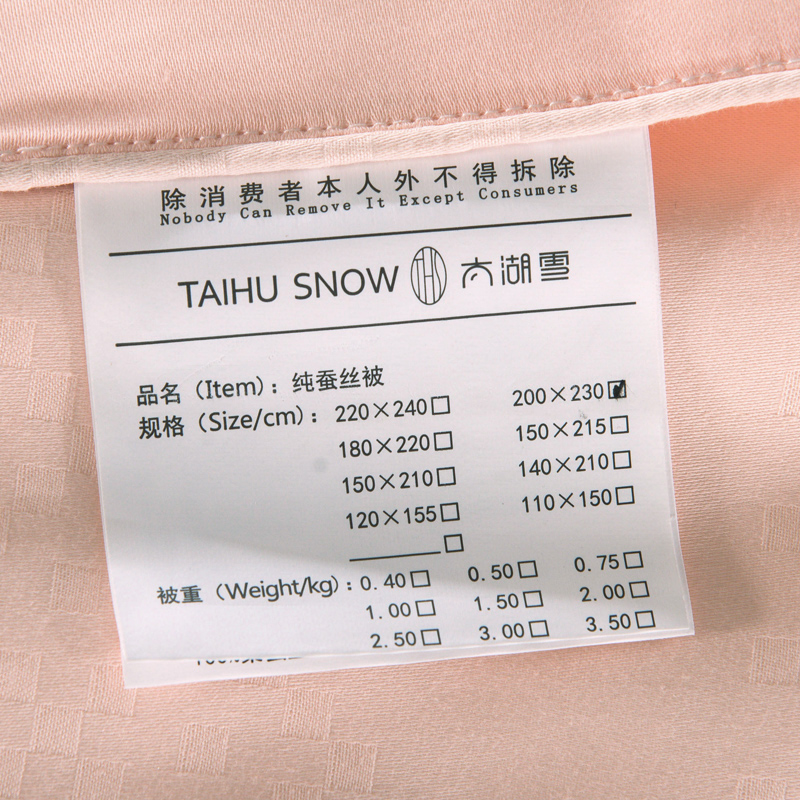 除消费者本人外不得拆除
Nobody Can Remove It Except Consumers
TAIHU SNOW THS 太湖雪
品名（Item）：纯蚕丝被
规格（Size/cm）：220×240□ 200×230☑
180×220□ 150×215□
150×210□ 140×210□
120×155□ 110×150□
________□
被重（Weight/kg）：0.40□ 0.50□ 0.75□
1.00□ 1.50□ 2.00□
2.50□ 3.00□ 3.50□